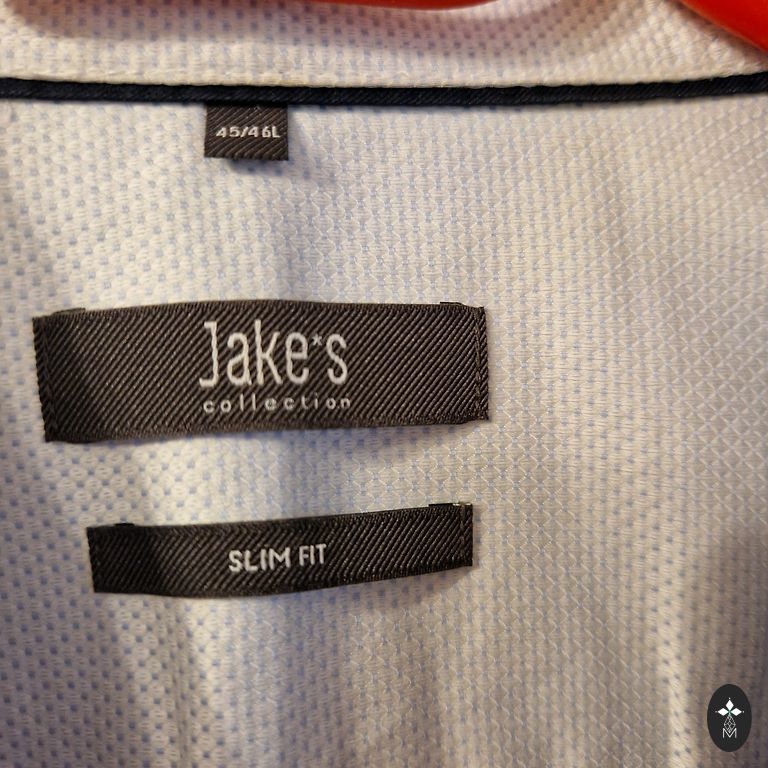 45/46L
Jake*s
collection
SLIM FIT
M